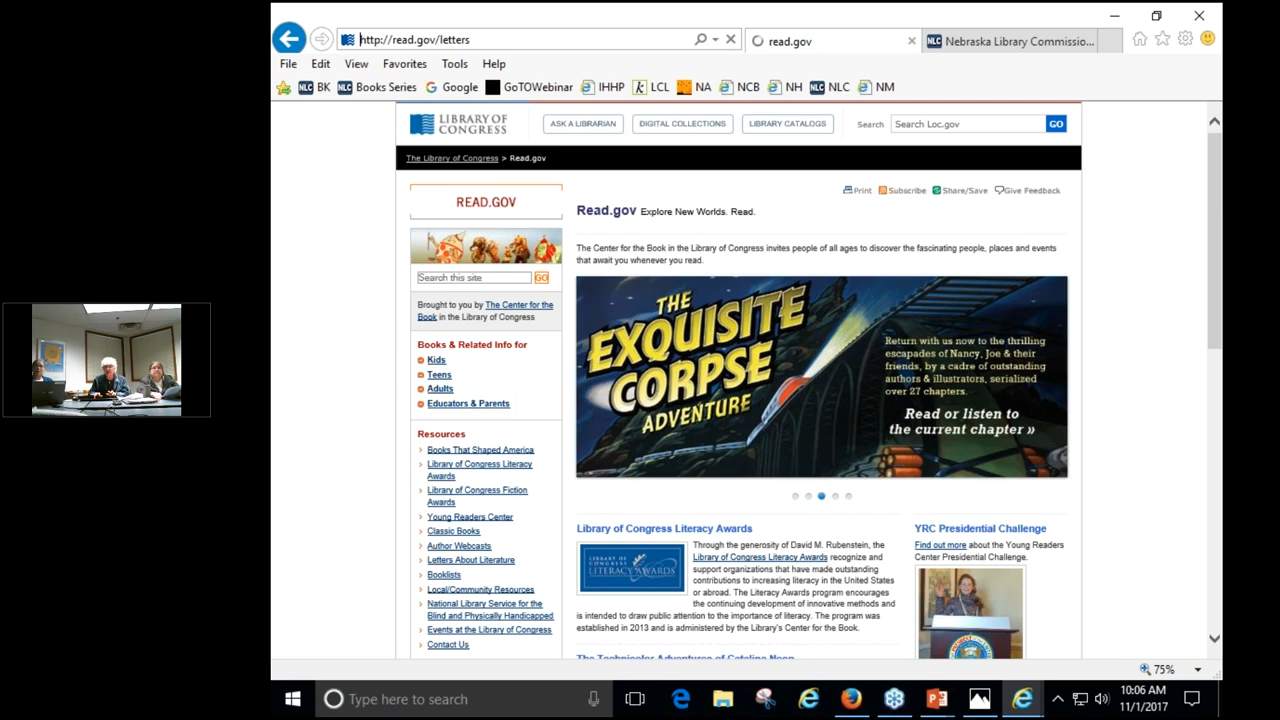 http://read.gov/letters
read.gov
NLC Nebraska Library Commissio...
File Edit View Favorites Tools Help
NLC BK NLC Books Series G Google GoTOWebinar IHHP k LCL NA NCB NH NLC NLC NM
LIBRARY OF CONGRESS
ASK A LIBRARIAN DIGITAL COLLECTIONS LIBRARY CATALOGS Search Search Loc.gov GO
The Library of Congress > Read.gov
Print Subscribe Share/Save Give Feedback
READ.GOV
Search this site GO
Brought to you by The Center for the
Book in the Library of Congress
Books & Related Info for
Kids
Teens
Adults
Educators & Parents
Resources
Books That Shaped America
Library of Congress Literacy
Awards
Library of Congress Fiction
Awards
Young Readers Center
Classic Books
Author Webcasts
Letters About Literature
Booklists
Local/Community Resources
National Library Service for the
Blind and Physically Handicapped
Events at the Library of Congress
Contact Us
Read.gov Explore New Worlds. Read.
The Center for the Book in the Library of Congress invites people of all ages to discover the fascinating people, places and events
that await you whenever you read.
THE
EXQUISITE
CORPSE
ADVENTURE
Return with us now to the thrilling
escapades of Nancy, Joe & their
friends, by a cadre of outstanding
authors & illustrators, serialized
over 27 chapters.
Read or listen to
the current chapter »
Library of Congress Literacy Awards
LIBRARY OF CONGRESS
LITERACY AWARDS
Through the generosity of David M. Rubenstein, the
Library of Congress Literacy Awards recognize and
support organizations that have made outstanding
contributions to increasing literacy in the United States
or abroad. The Literacy Awards program encourages
the continuing development of innovative methods and
is intended to draw public attention to the importance of literacy. The program was
established in 2013 and is administered by the Library's Center for the Book.
The Technicolor Adventures of Catalina Neon
YRC Presidential Challenge
Find out more about the Young Readers
Center Presidential Challenge.
75%
Type here to search
10:06 AM
11/1/2017